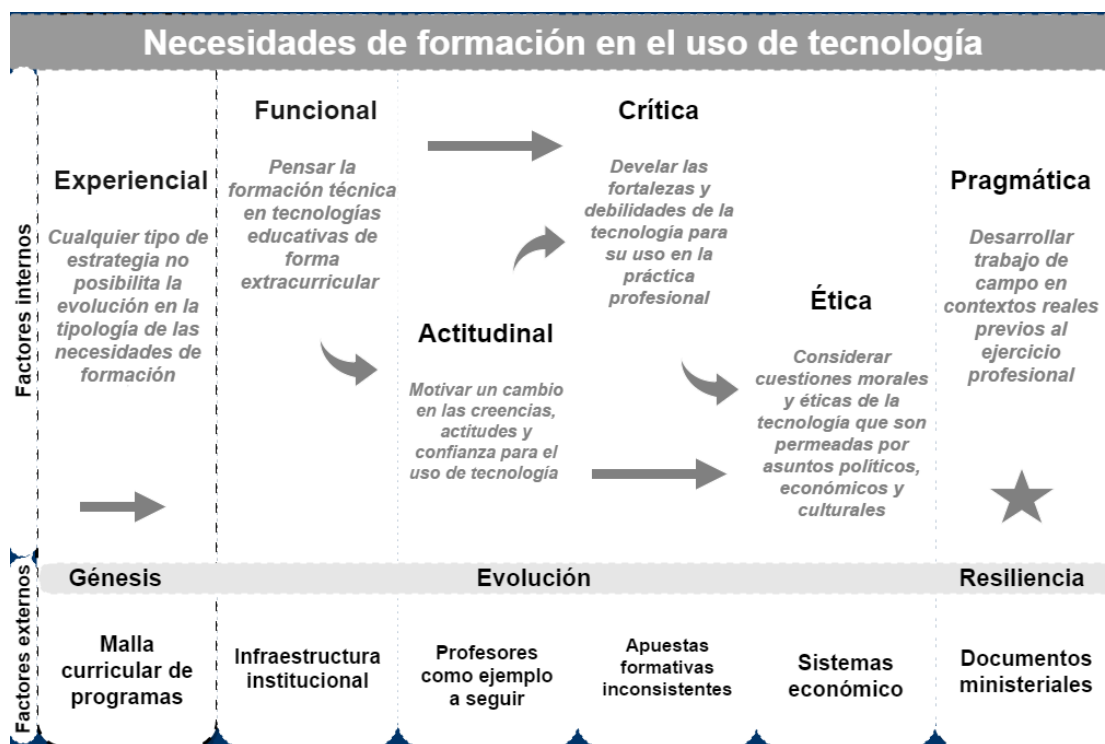 Necesidades de formación en el uso de tecnología
Factores internos
Experiencial
Cualquier tipo de
estrategia no
posibilita la
evolución en la
tipología de las
necesidades de
formación
Funcional
Pensar la
formación técnica
en tecnologías
educativas de
forma
extracurricular
Actitudinal
Motivar un cambio
en las creencias,
actitudes y
confianza para el
uso de tecnología
Crítica
Develar las
fortalezas y
debilidades de la
tecnología para
su uso en la
práctica
profesional
Ética
Considerar
cuestiones morales
y éticas de la
tecnología que son
permeadas por
asuntos políticos,
económicos y
culturales
Pragmática
Desarrollar
trabajo de
campo en
contextos reales
previos al
ejercicio
profesional
Factores externos
Génesis
Evolución
Resiliencia
Malla
curricular de
programas
Infraestructura
institucional
Profesores
como ejemplo
a seguir
Apuestas
formativas
inconsistentes
Sistemas
económico
Documentos
ministeriales